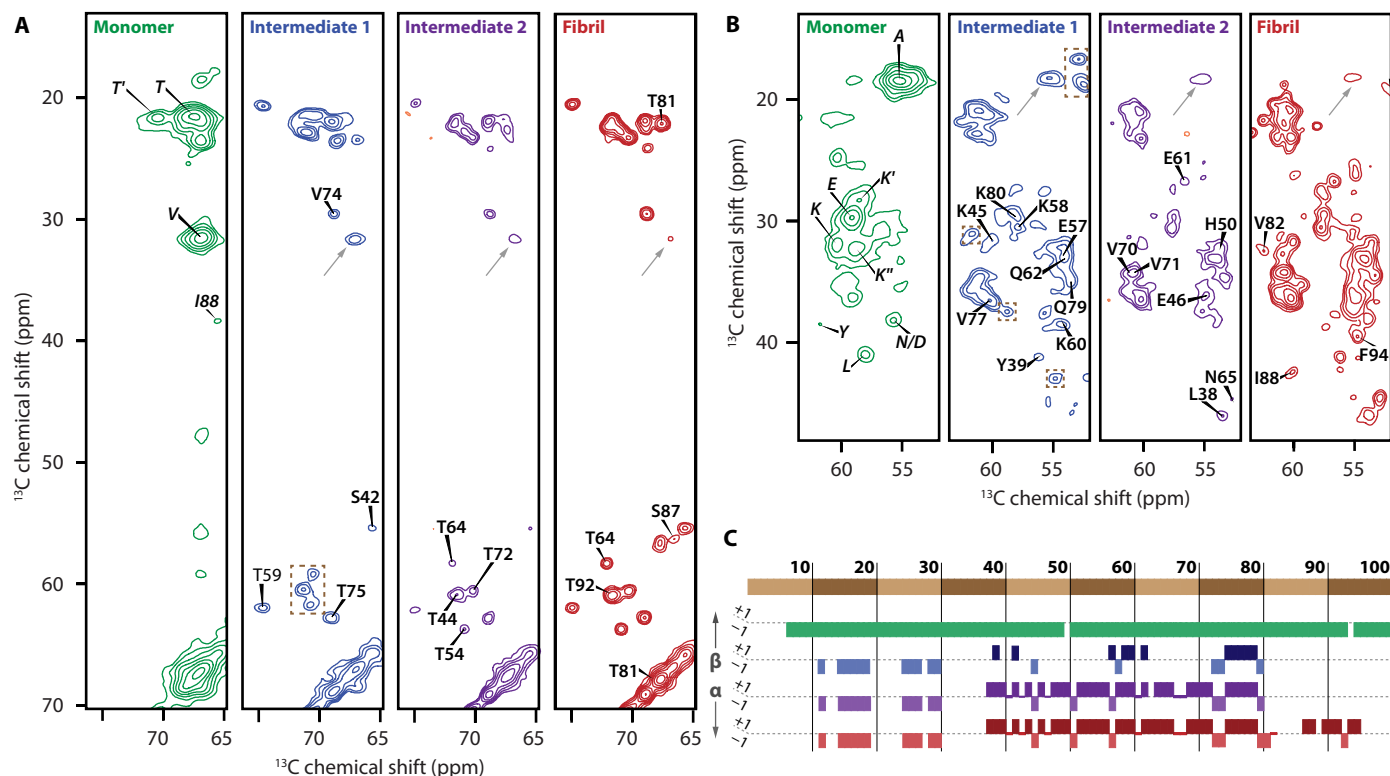 A
Monomer
Intermediate 1
Intermediate 2
Fibril
20
30
40
50
60
70
13C chemical shift (ppm)
T'
T
V
I88
V74
S42
T59
T75
T64
T72
T44
T54
T81
S87
T64
T92
T81
70 65
70 65
70 65
70 65
13C chemical shift (ppm)
B
Monomer
Intermediate 1
Intermediate 2
Fibril
20
30
40
13C chemical shift (ppm)
A
K'
E
K
K"
Y
N/D
L
K80
K45
K58
E57
Q62
Q79
V77
K60
Y39
E61
H50
V70
V71
E46
N65
L38
V82
F94
I88
60 55
60 55
60 55
60 55
13C chemical shift (ppm)
C
10 20 30 40 50 60 70 80 90 100
+1
−1
+1
−1
β
α
+1
−1
+1
−1